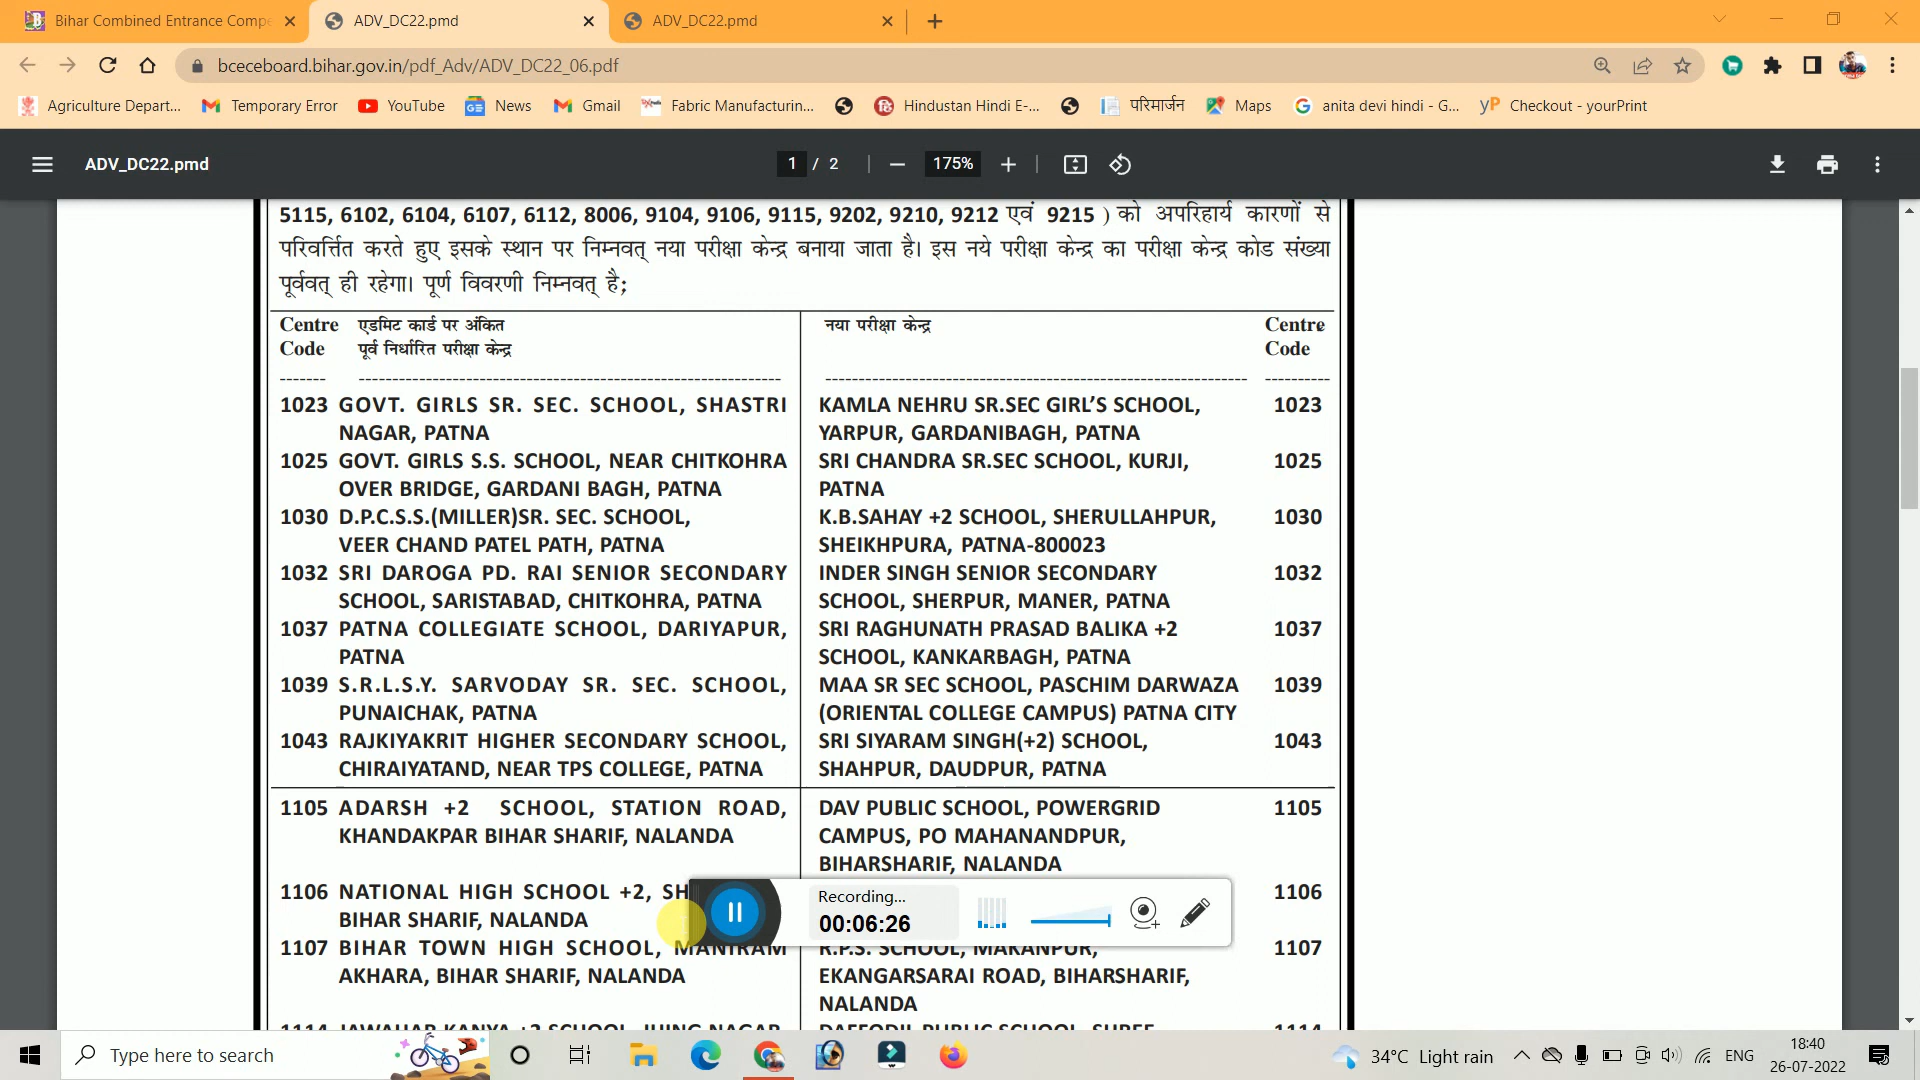 Bihar Combined Entrance Compe
ADV_DC22.pmd
ADV_DC22.pmd
bceceboard.bihar.gov.in/pdf_Adv/ADV_DC22_06.pdf
Agriculture Depart...
Temporary Error
YouTube
News
Gmail
Fabric Manufacturin...
Hindustan Hindi E-...
परिमार्जन
Maps
anita devi hindi - G...
Checkout - yourPrint
ADV_DC22.pmd
1 / 2
175%
5115, 6102, 6104, 6107, 6112, 8006, 9104, 9106, 9115, 9202, 9210, 9212 एवं 9215 ) को अपरिहार्य कारणों से
परिवर्त्तित करते हुए इसके स्थान पर निम्नवत् नया परीक्षा केन्द्र बनाया जाता है। इस नये परीक्षा केन्द्र का परीक्षा केन्द्र कोड संख्या
पूर्ववत् ही रहेगा। पूर्ण विवरणी निम्नवत् है;
Centre एडमिट कार्ड पर अंकित नया परीक्षा केन्द्र Centre
Code पूर्व निर्धारित परीक्षा केन्द्र Code
1023 GOVT. GIRLS SR. SEC. SCHOOL, SHASTRI KAMLA NEHRU SR.SEC GIRL’S SCHOOL, 1023
NAGAR, PATNA YARPUR, GARDANIBAGH, PATNA
1025 GOVT. GIRLS S.S. SCHOOL, NEAR CHITKOHRA SRI CHANDRA SR.SEC SCHOOL, KURJI, 1025
OVER BRIDGE, GARDANI BAGH, PATNA PATNA
1030 D.P.C.S.S.(MILLER)SR. SEC. SCHOOL, K.B.SAHAY +2 SCHOOL, SHERULLAHPUR, 1030
VEER CHAND PATEL PATH, PATNA SHEIKHPURA, PATNA-800023
1032 SRI DAROGA PD. RAI SENIOR SECONDARY INDER SINGH SENIOR SECONDARY 1032
SCHOOL, SARISTABAD, CHITKOHRA, PATNA SCHOOL, SHERPUR, MANER, PATNA
1037 PATNA COLLEGIATE SCHOOL, DARIYAPUR, SRI RAGHUNATH PRASAD BALIKA +2 1037
PATNA SCHOOL, KANKARBAGH, PATNA
1039 S.R.L.S.Y. SARVODAY SR. SEC. SCHOOL, MAA SR SEC SCHOOL, PASCHIM DARWAZA 1039
PUNAICHAK, PATNA (ORIENTAL COLLEGE CAMPUS) PATNA CITY
1043 RAJKIYAKRIT HIGHER SECONDARY SCHOOL, SRI SIYARAM SINGH(+2) SCHOOL, 1043
CHIRAIYATAND, NEAR TPS COLLEGE, PATNA SHAHPUR, DAUDPUR, PATNA
1105 ADARSH +2 SCHOOL, STATION ROAD, DAV PUBLIC SCHOOL, POWERGRID 1105
KHANDAKPAR BIHAR SHARIF, NALANDA CAMPUS, PO MAHANANDPUR,
BIHARSHARIF, NALANDA
1106 NATIONAL HIGH SCHOOL +2, SH 1106
BIHAR SHARIF, NALANDA
Recording...
00:06:26
1107 BIHAR TOWN HIGH SCHOOL, MANIRAM R.P.S. SCHOOL, MAKANPUR, 1107
AKHARA, BIHAR SHARIF, NALANDA EKANGARSARAI ROAD, BIHARSHARIF,
NALANDA
1114 JAWAHAR KANYA +2 SCHOOL, DAFFODIL PUBLIC SCHOOL, 1114
Type here to search
34°C Light rain
ENG
18:40
26-07-2022